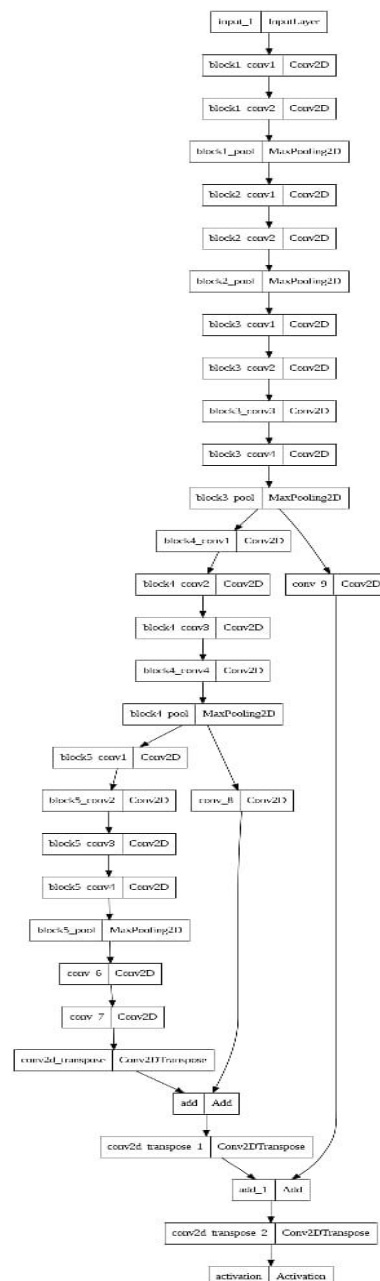 input_1 InputLayer
block1_conv1 Conv2D
block1_conv2 Conv2D
block1_pool MaxPooling2D
block2_conv1 Conv2D
block2_conv2 Conv2D
block2_pool MaxPooling2D
block3_conv1 Conv2D
block3_conv2 Conv2D
block3_conv3 Conv2D
block3_conv4 Conv2D
block3_pool MaxPooling2D
block4_conv1 Conv2D
block4_conv2 Conv2D conv_9 Conv2D
block4_conv3 Conv2D
block4_conv4 Conv2D
block4_pool MaxPooling2D
block5_conv1 Conv2D
block5_conv2 Conv2D conv_8 Conv2D
block5_conv3 Conv2D
block5_conv4 Conv2D
block5_pool MaxPooling2D
conv_6 Conv2D
conv_7 Conv2D
conv2d_transpose Conv2DTranspose
add Add
conv2d_transpose_1 Conv2DTranspose
add_1 Add
conv2d_transpose_2 Conv2DTranspose
activation Activation